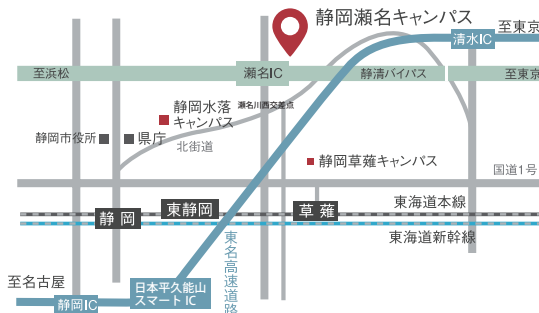 静岡瀬名キャンパス
清水IC
至東京
至浜松
瀬名IC
静清バイパス
至東京
静岡水落
キャンパス
瀬名川西交差点
静岡市役所
県庁
北街道
静岡草薙キャンパス
国道1号
東海道本線
静岡
東静岡
草薙
東海道新幹線
東名高速道路
至名古屋
静岡IC
日本平久能山
スマートIC